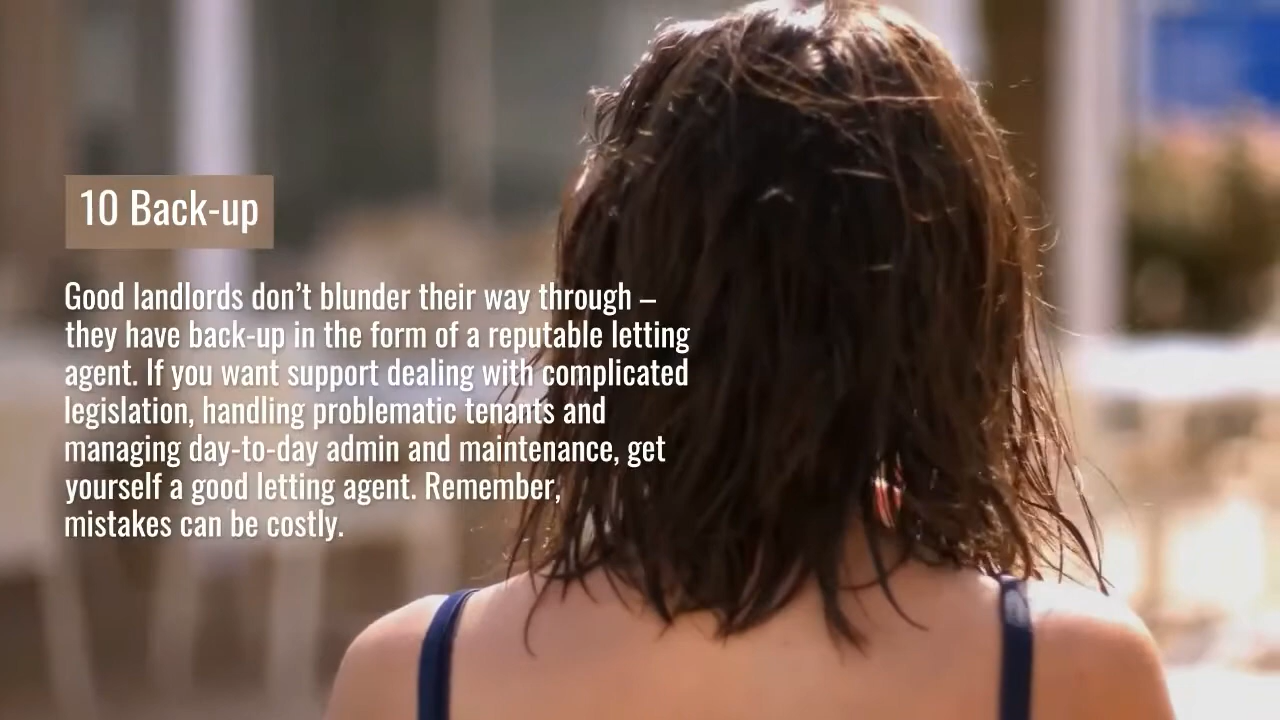 10 Back-up
Good landlords don’t blunder their way through –
they have back-up in the form of a reputable letting
agent. If you want support dealing with complicated
legislation, handling problematic tenants and
managing day-to-day admin and maintenance, get
yourself a good letting agent. Remember,
mistakes can be costly.